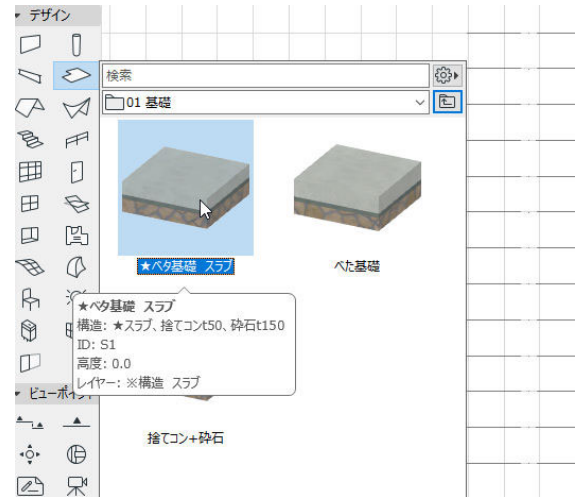 デザイン
検索
01 基礎
★ベタ基礎 スラブ
べた基礎
★ベタ基礎 スラブ
構造: ★スラブ、捨てコンt50、砕石t150
ID: S1
高度: 0.0
レイヤー: ※構造 スラブ
ビューポイント
捨てコン+砕石